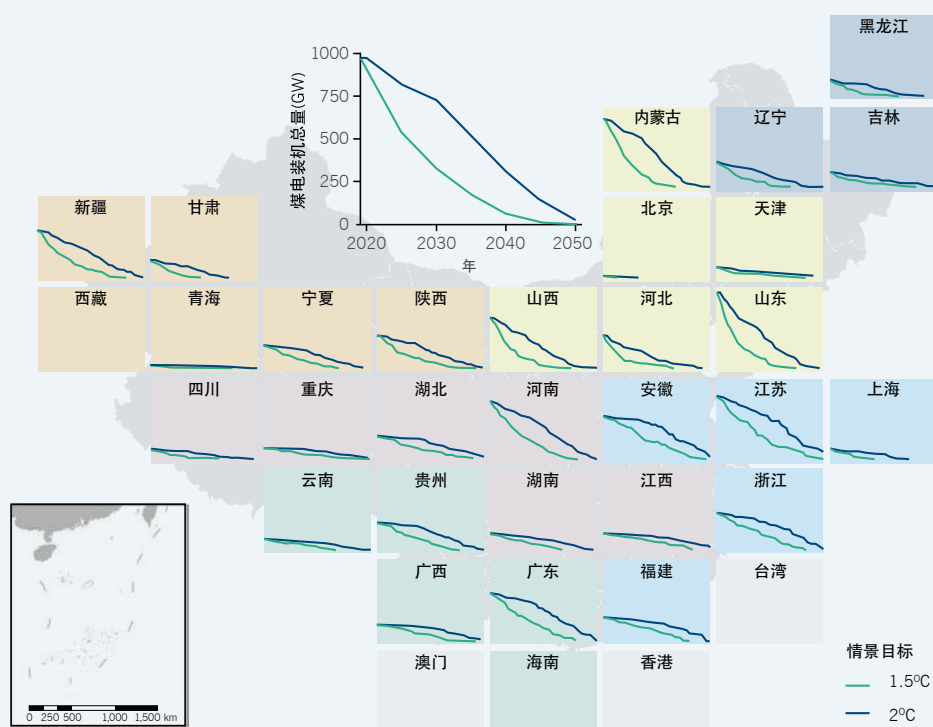 黑龙江
煤电装机总量(GW)
1000
750
500
250
0
2020
2030
2040
2050
年
内蒙古
辽宁
吉林
新疆
甘肃
北京
天津
西藏
青海
宁夏
陕西
山西
河北
山东
四川
重庆
湖北
河南
安徽
江苏
上海
云南
贵州
湖南
江西
浙江
广西
广东
福建
台湾
澳门
海南
香港
情景目标
1.5ºC
2ºC
0 250 500 1,000 1,500 km